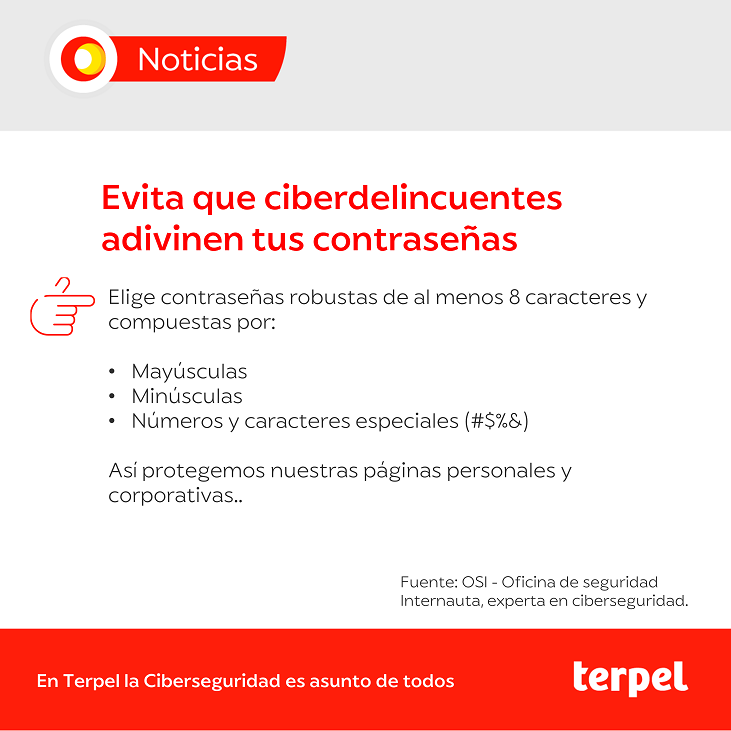 Noticias
Evita que ciberdelincuentes
adivinen tus contraseñas
Elige contraseñas robustas de al menos 8 caracteres y
compuestas por:
• Mayúsculas
• Minúsculas
• Números y caracteres especiales (#$%&)
Así protegemos nuestras páginas personales y
corporativas..
Fuente: OSI - Oficina de seguridad
Internauta, experta en ciberseguridad.
En Terpel la Ciberseguridad es asunto de todos
terpel